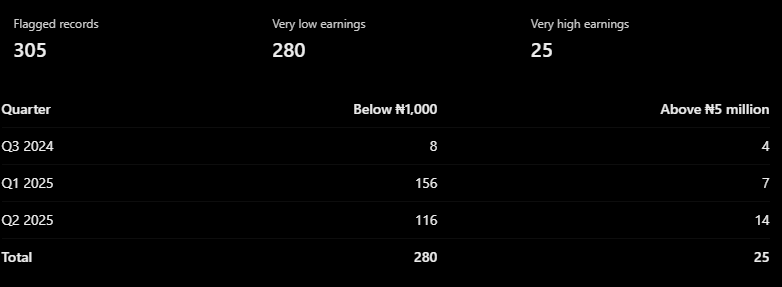 Flagged records Very low earnings Very high earnings
305 280 25
Quarter Below ₦1,000 Above ₦5 million
Q3 2024 8 4
Q1 2025 156 7
Q2 2025 116 14
Total 280 25